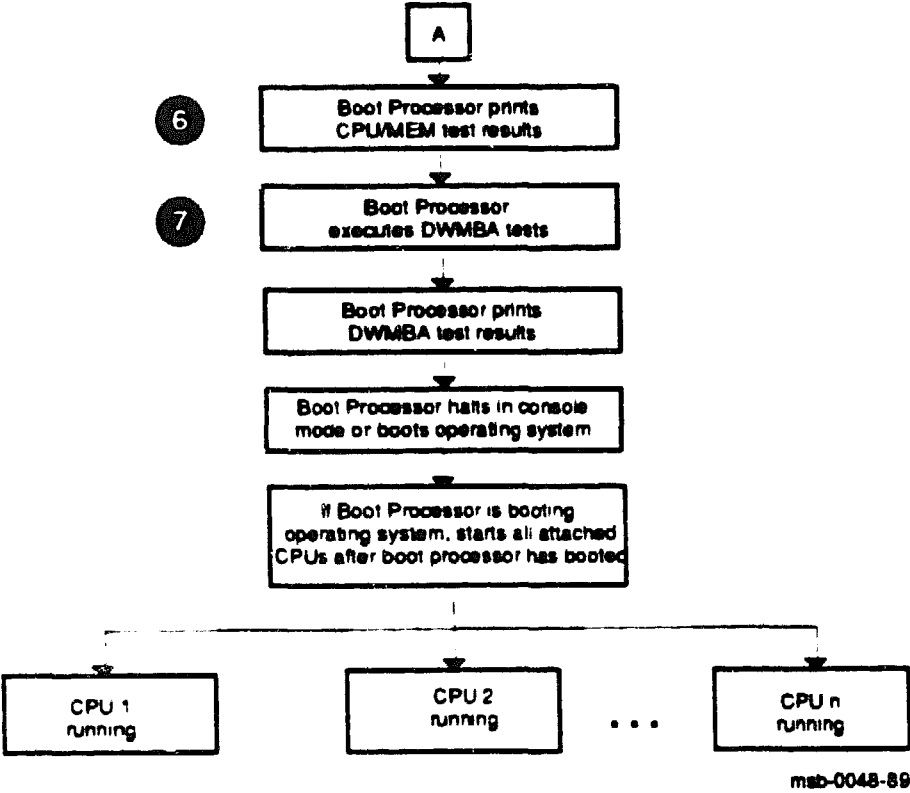 A
6
Boot Processor prints
CPU/MEM test results
7
Boot Processor
executes DWMBA tests
Boot Processor prints
DWMBA test results
Boot Processor halts in console
mode or boots operating system
If Boot Processor is booting
operating system, starts all attached
CPUs after boot processor has booted
CPU 1
running
CPU 2
running
. . .
CPU n
running
msb-0048-89